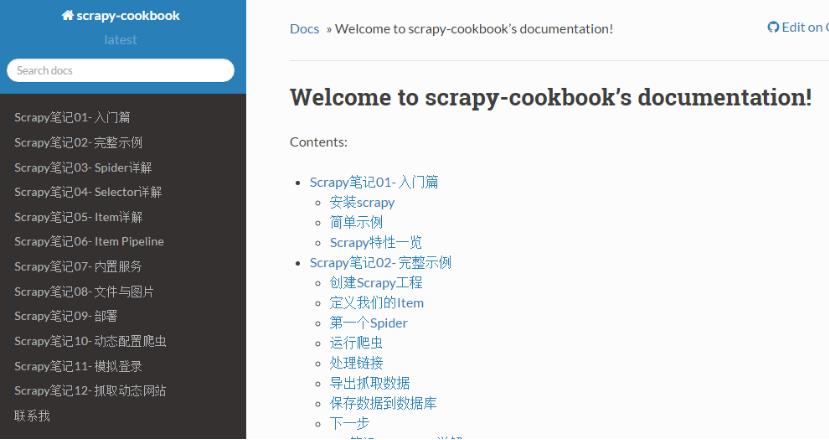 scrapy-cookbook
latest
Search docs
Scrapy笔记01- 入门篇
Scrapy笔记02- 完整示例
Scrapy笔记03- Spider详解
Scrapy笔记04- Selector详解
Scrapy笔记05- Item详解
Scrapy笔记06- Item Pipeline
Scrapy笔记07- 内置服务
Scrapy笔记08- 文件与图片
Scrapy笔记09- 部署
Scrapy笔记10- 动态配置爬虫
Scrapy笔记11- 模拟登录
Scrapy笔记12- 抓取动态网站
联系我
Docs » Welcome to scrapy-cookbook’s documentation!
Edit on
Welcome to scrapy-cookbook’s documentation!
Contents:
Scrapy笔记01- 入门篇
安装scrapy
简单示例
Scrapy特性一览
Scrapy笔记02- 完整示例
创建Scrapy工程
定义我们的Item
第一个Spider
运行爬虫
处理链接
导出抓取数据
保存数据到数据库
下一步